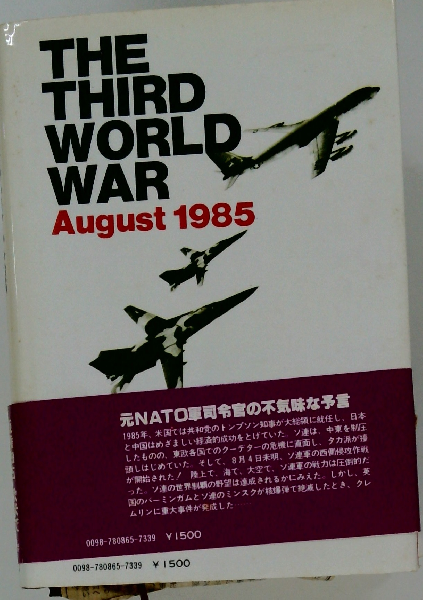 THE
THIRD
WORLD
WAR
August 1985
元NATO軍司令官の不気味な予言
1985年、米国では共和党のトンプソン知事が大統領に就任し、日本
と中国はめざましい経済的成功をとげていた。ソ連は、中東を制圧
したものの、東欧各国でのクーデターの危機に直面し、タカ派が擡
頭しはじめていた。そして、8月4日未明、ソ連軍の西側侵攻作戦
が開始された! 陸上で、海で、大空で、ソ連軍の戦力は圧倒的だ
った。ソ連の世界制覇の野望は達成されるかにみえた。しかし、英
国のバーミンガムとソ連のミンスクが核爆弾で絶滅したとき、クレ
ムリンに重大事件が発成した……
0098-780865-7339 ¥1500
0098-780865-7339 ¥1500